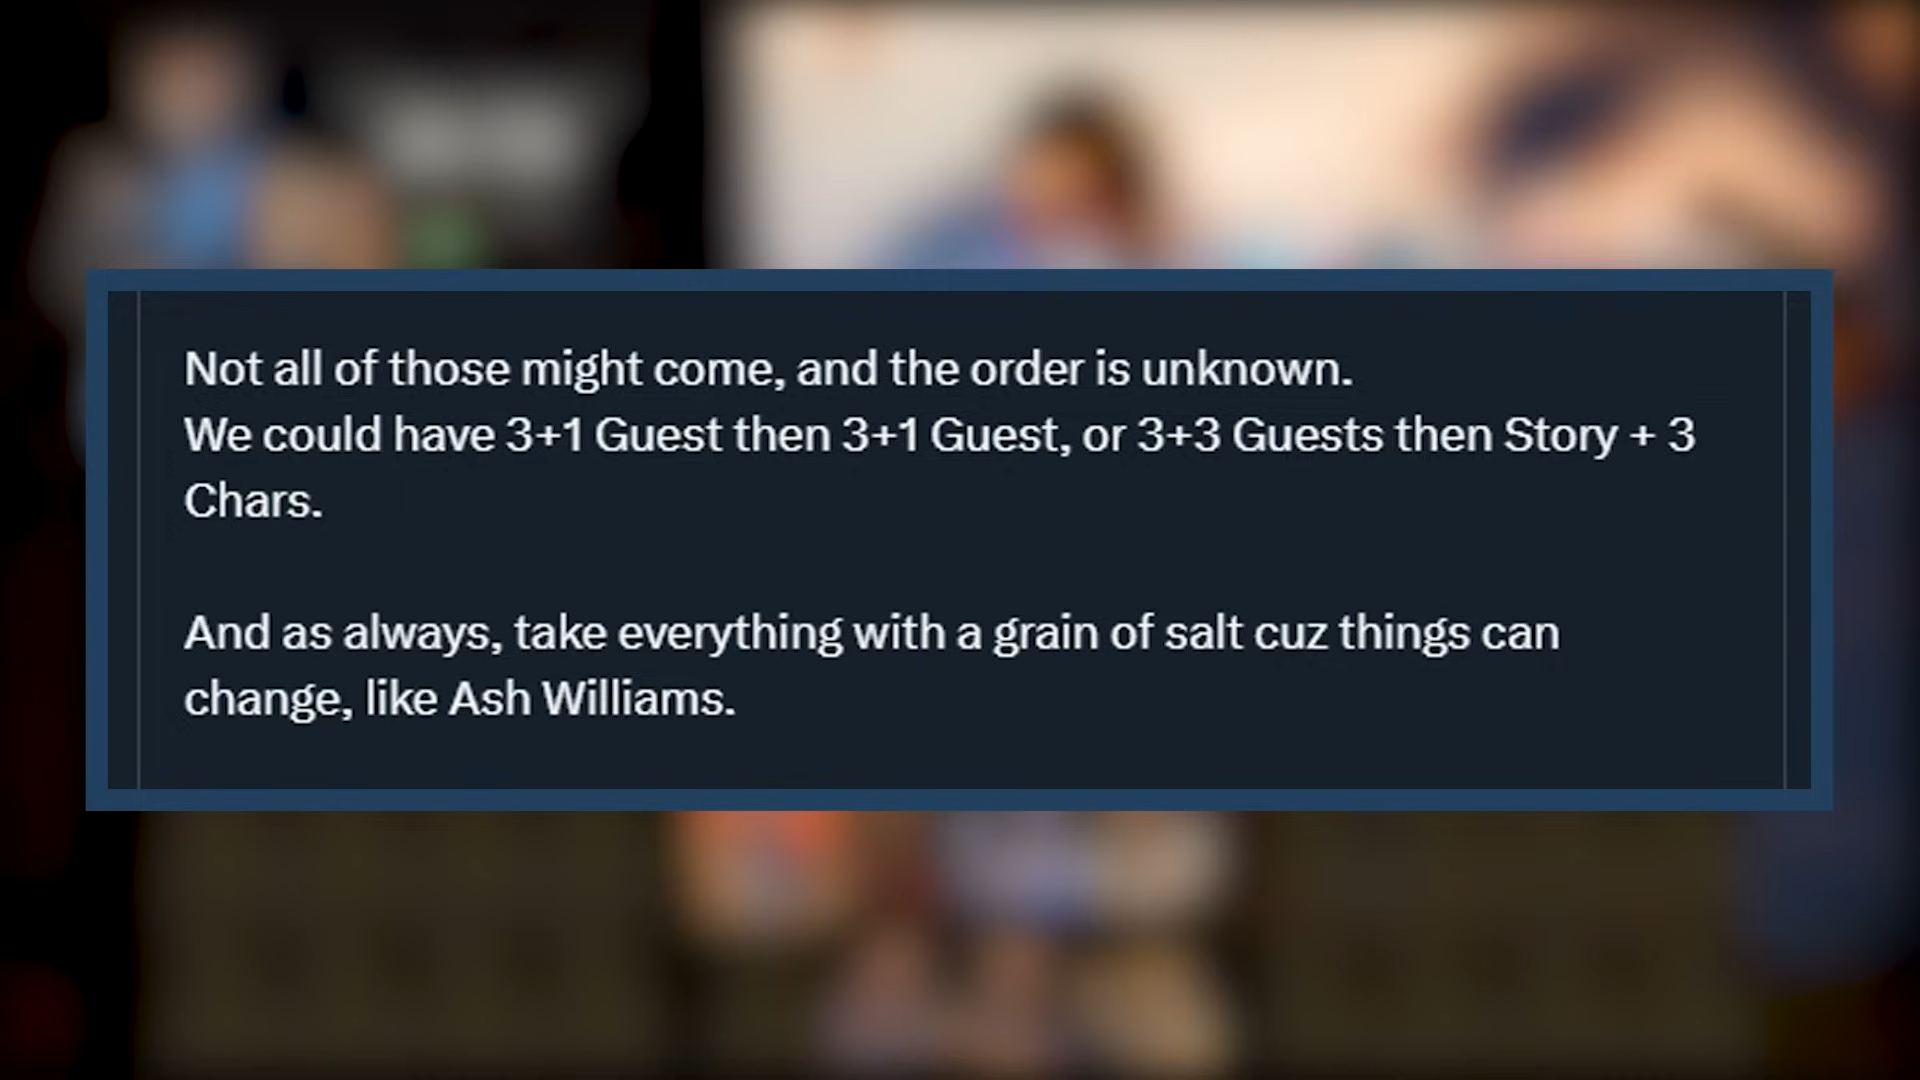 Not all of those might come, and the order is unknown.
We could have 3+1 Guest then 3+1 Guest, or 3+3 Guests then Story + 3
Chars.
And as always, take everything with a grain of salt cuz things can
change, like Ash Williams.